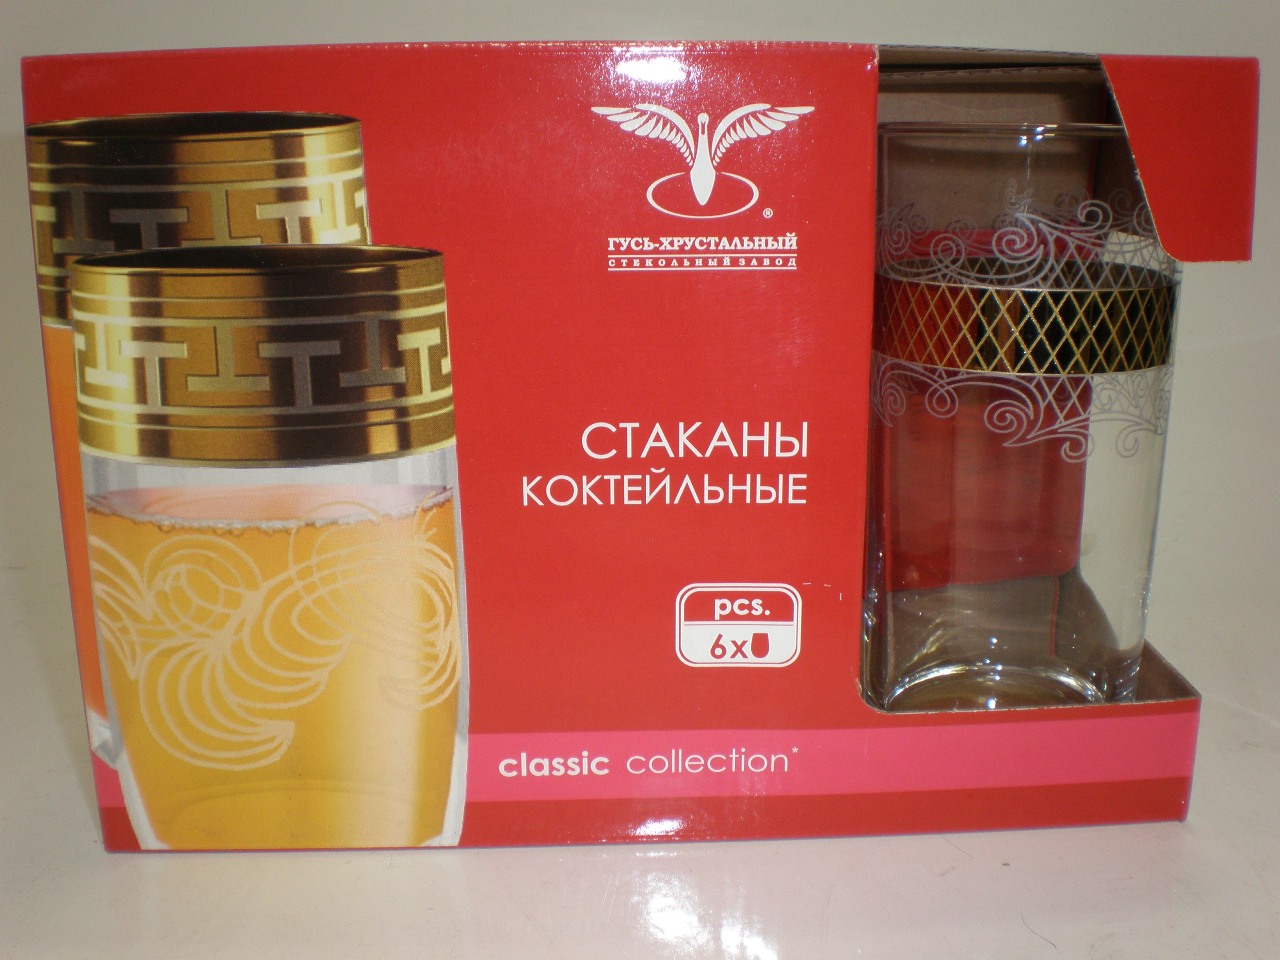 ®
ГУСЬ-ХРУСТАЛЬНЫЙ
СТЕКОЛЬНЫЙ ЗАВОД
СТАКАНЫ
КОКТЕЙЛЬНЫЕ
pcs.
6x
classic collection*